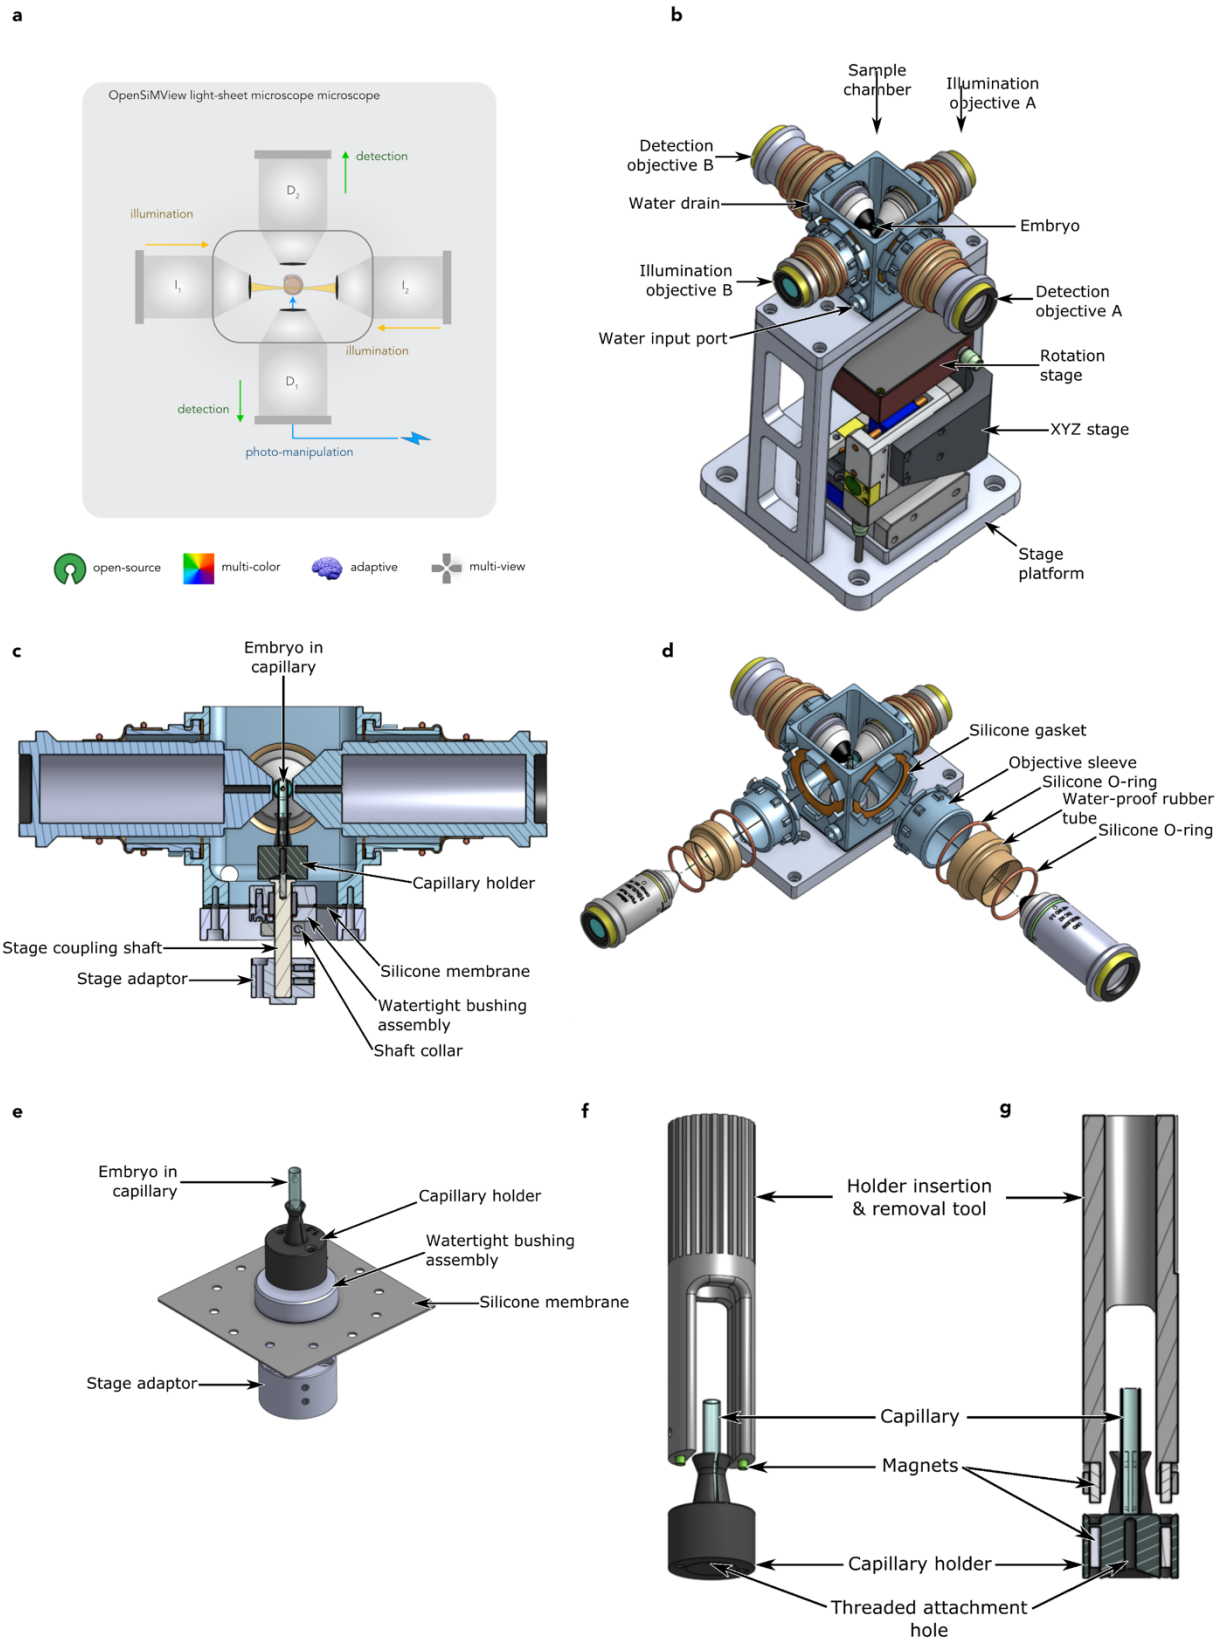 a
OpenSiMView light-sheet microscope microscope
detection
D2
illumination
I1
I2
illumination
D1
detection
photo-manipulation
open-source
multi-color
adaptive
multi-view
b
Sample
chamber
Illumination
objective A
Detection
objective B
Water drain
Embryo
Illumination
objective B
Detection
objective A
Water input port
Rotation
stage
XYZ stage
Stage
platform
c
Embryo in
capillary
Capillary holder
Stage coupling shaft
Silicone membrane
Stage adaptor
Watertight bushing
assembly
Shaft collar
d
Silicone gasket
Objective sleeve
Silicone O-ring
Water-proof rubber
tube
Silicone O-ring
e
Embryo in
capillary
Capillary holder
Watertight bushing
assembly
Silicone membrane
Stage adaptor
f
g
Holder insertion
& removal tool
Capillary
Magnets
Capillary holder
Threaded attachment
hole